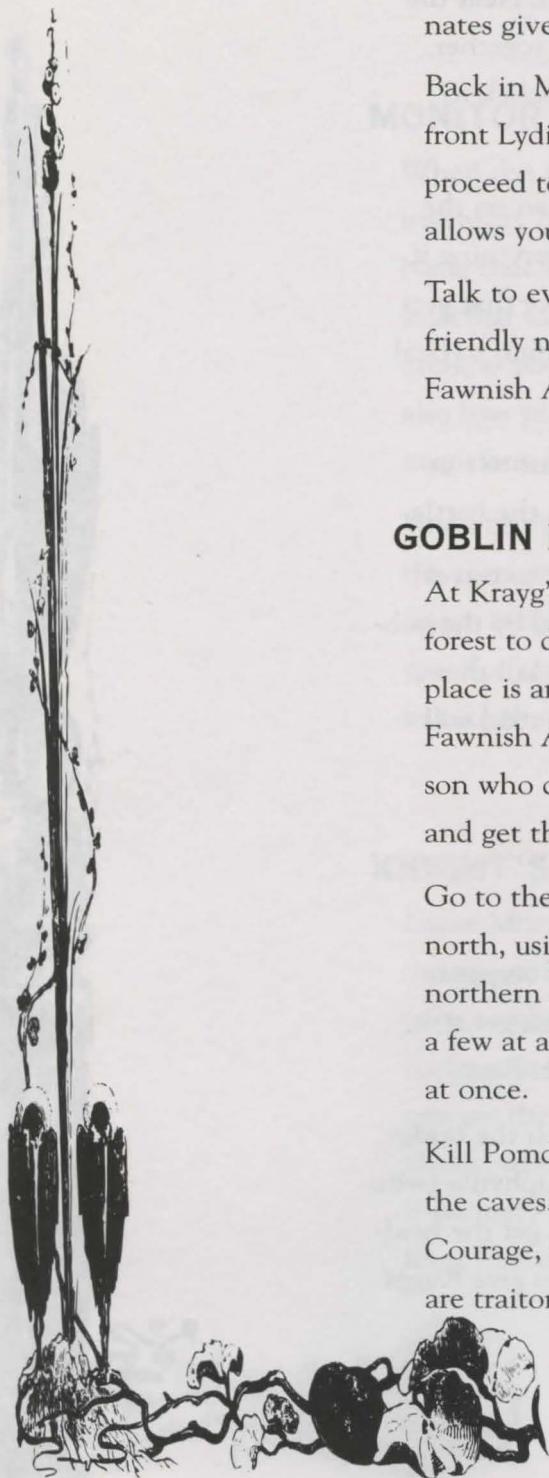 nates give
Back in M
front Lydi
proceed to
allows you
Talk to ev
friendly n
Fawnish A
GOBLIN
At Krayg'
forest to c
place is ar
Fawnish A
son who c
and get th
Go to the
north, usi
northern
a few at a
at once.
Kill Pomo
the caves.
Courage,
are traitor